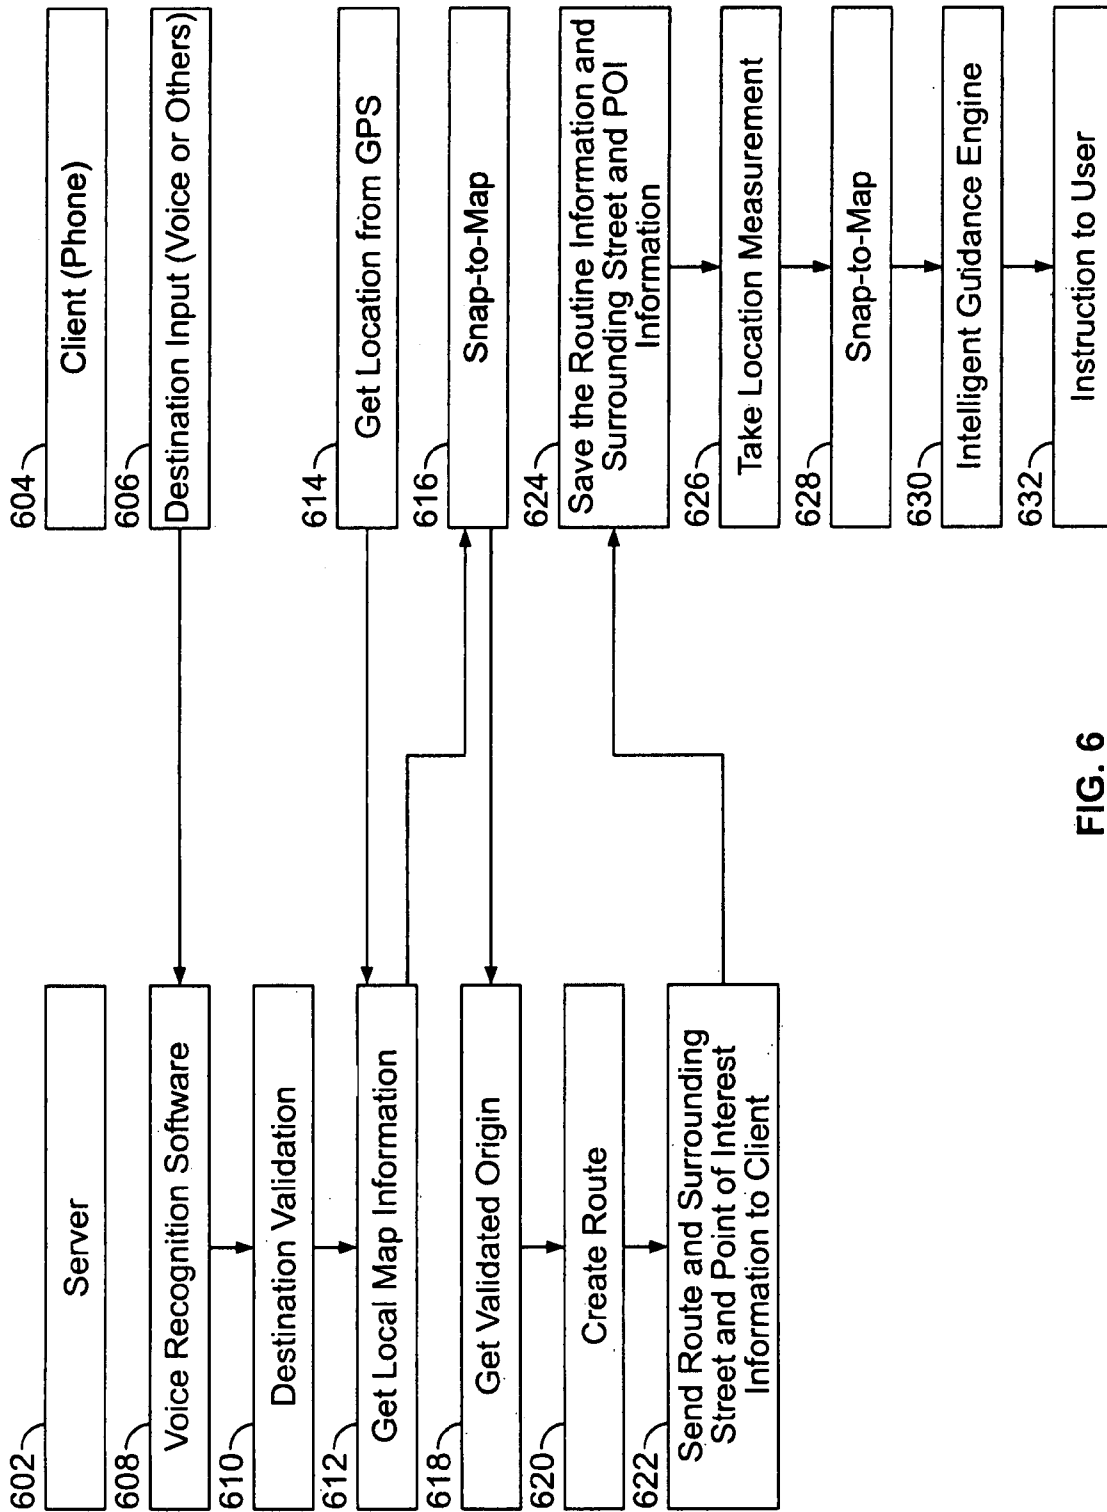 602
Server
608
Voice Recognition Software
610
Destination Validation
612
Get Local Map Information
618
Get Validated Origin
620
Create Route
622
Send Route and Surrounding
Street and Point of Interest
Information to Client
604
Client (Phone)
606
Destination Input (Voice or Others)
614
Get Location from GPS
616
Snap-to-Map
624
Save the Routine Information and
Surrounding Street and POI
Information
626
Take Location Measurement
628
Snap-to-Map
630
Intelligent Guidance Engine
632
Instruction to User
FIG. 6